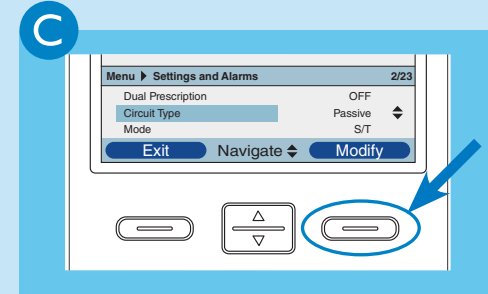 C
Menu Settings and Alarms 2/23
Dual Prescription OFF
Circuit Type Passive
Mode S/T
Exit Navigate Modify